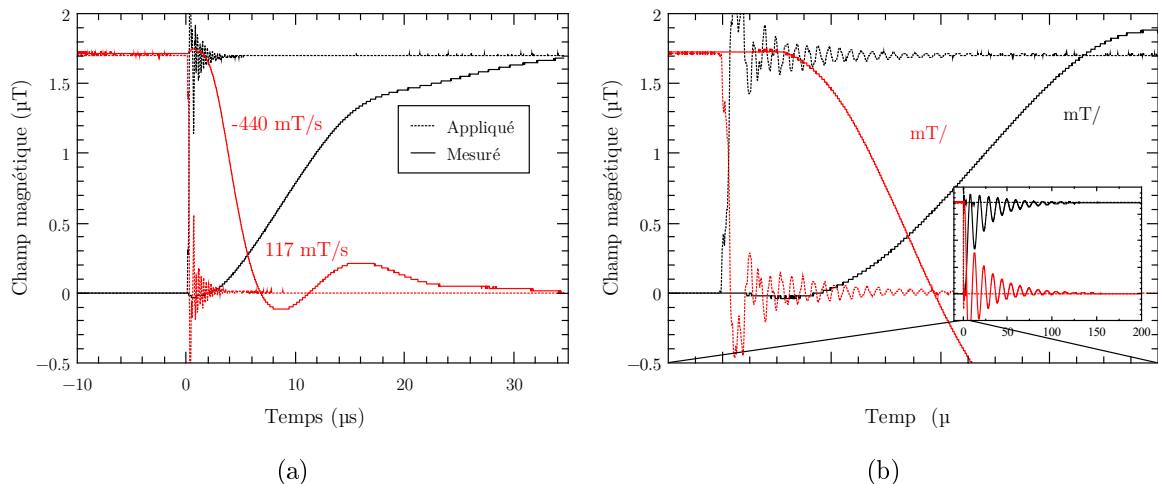 2
1.5
1
0.5
0
−0.5
−10
0
10
20
30
Champ magnétique (µT)
Temps (µs)
-440 mT/s
117 mT/s
Appliqué
Mesuré
(a)
2
1.5
1
0.5
0
−0.5
Champ magnétique (µT)
mT/
mT/
0
50
100
150
200
Temp (µ
(b)